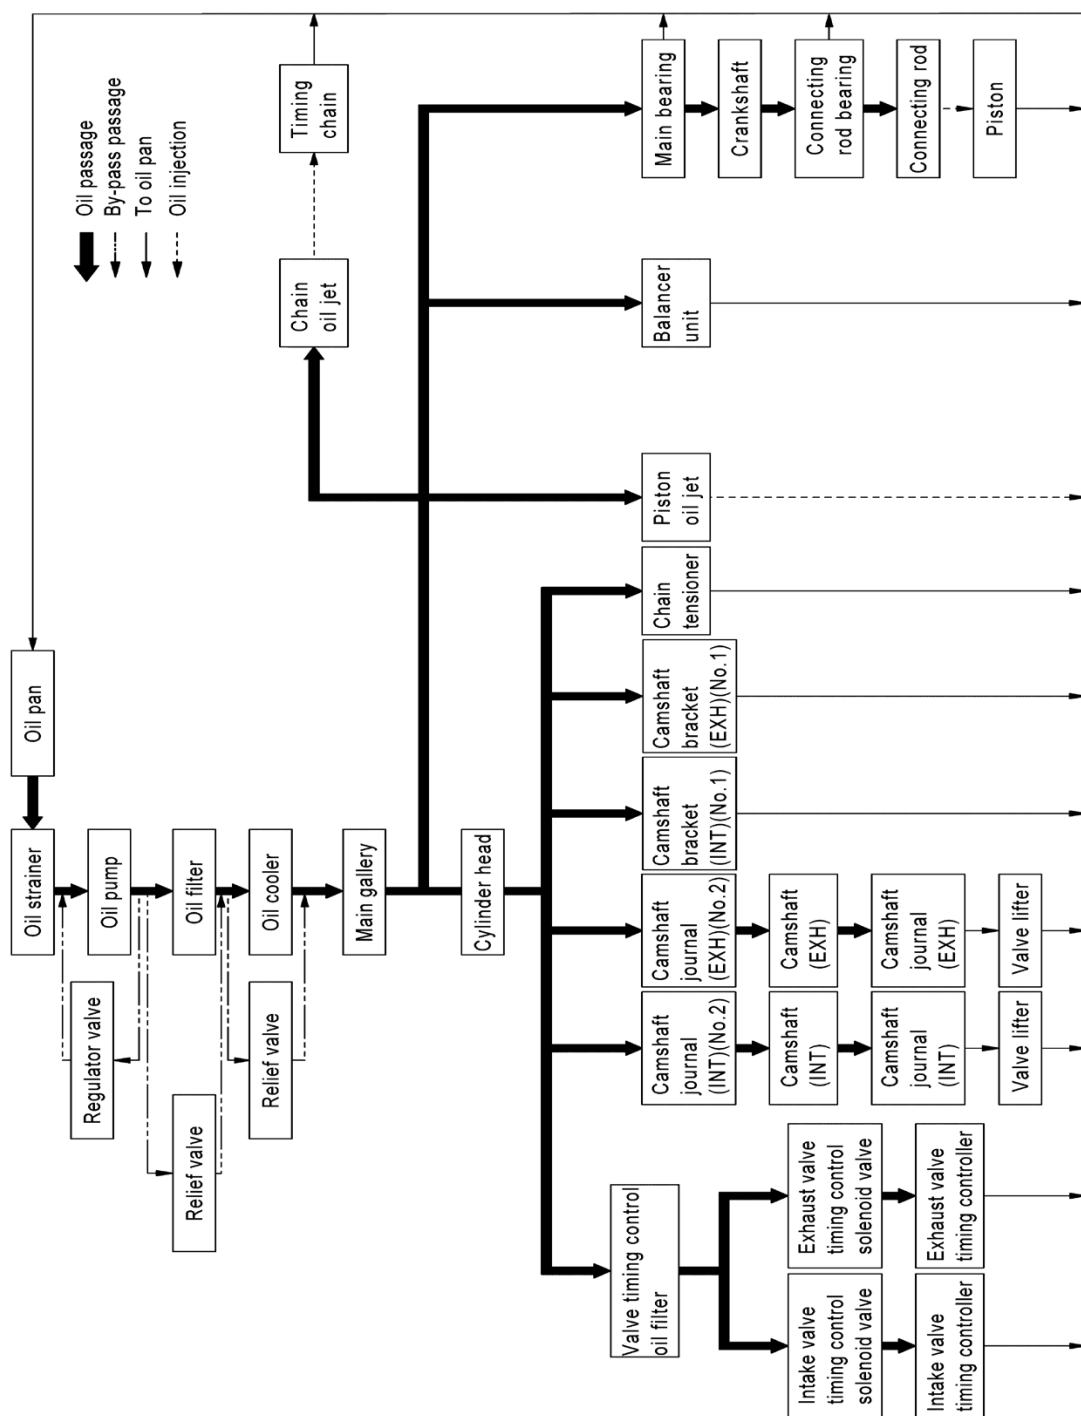 Oil passage
By-pass passage
To oil pan
Oil injection
Oil pan
Oil strainer
Oil pump
Oil filter
Oil cooler
Main gallery
Cylinder head
Regulator valve
Relief valve
Relief valve
Timing
chain
Chain
oil jet
Main bearing
Crankshaft
Connecting
rod bearing
Connecting rod
Piston
Balancer
unit
Piston
oil jet
Chain
tensioner
Camshaft
bracket
(EXH)(No.1)
Camshaft
bracket
(INT)(No.1)
Camshaft
journal
(EXH)(No.2)
Camshaft
(EXH)
Camshaft
journal
(EXH)
Valve lifter
Camshaft
journal
(INT)(No.2)
Camshaft
(INT)
Camshaft
journal
(INT)
Valve lifter
Valve timing control
oil filter
Exhaust valve
timing control
solenoid valve
Exhaust valve
timing controller
Intake valve
timing control
solenoid valve
Intake valve
timing controller